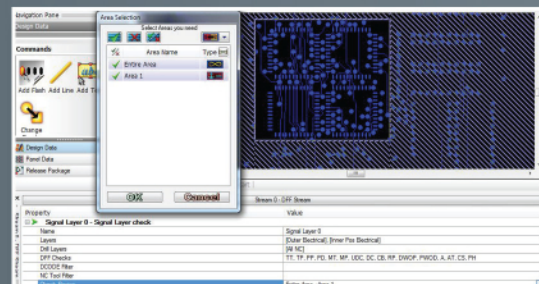 Navigation Pane
Design Data
Commands
Add Flash Add Line Add
Change
Design Data
Panel Data
Release Package
Area Selection
Select Areas you need
Area Name Type
Entire Area
Area 1
OK Cancel
Stream 0 - DFF Stream
Property Value
Signal Layer 0 - Signal Layer check
Name Signal Layer 0
Layers [Outer Electrical], [Inner Pos Electrical]
Drill Layers [All NC]
DFF Checks TT, TP, PP, PD, MT, MP, UDC, DC, CB, RP, DWOP, PWOD, A, AT, CS, PH
DCODE Filter
NC Tool Filter